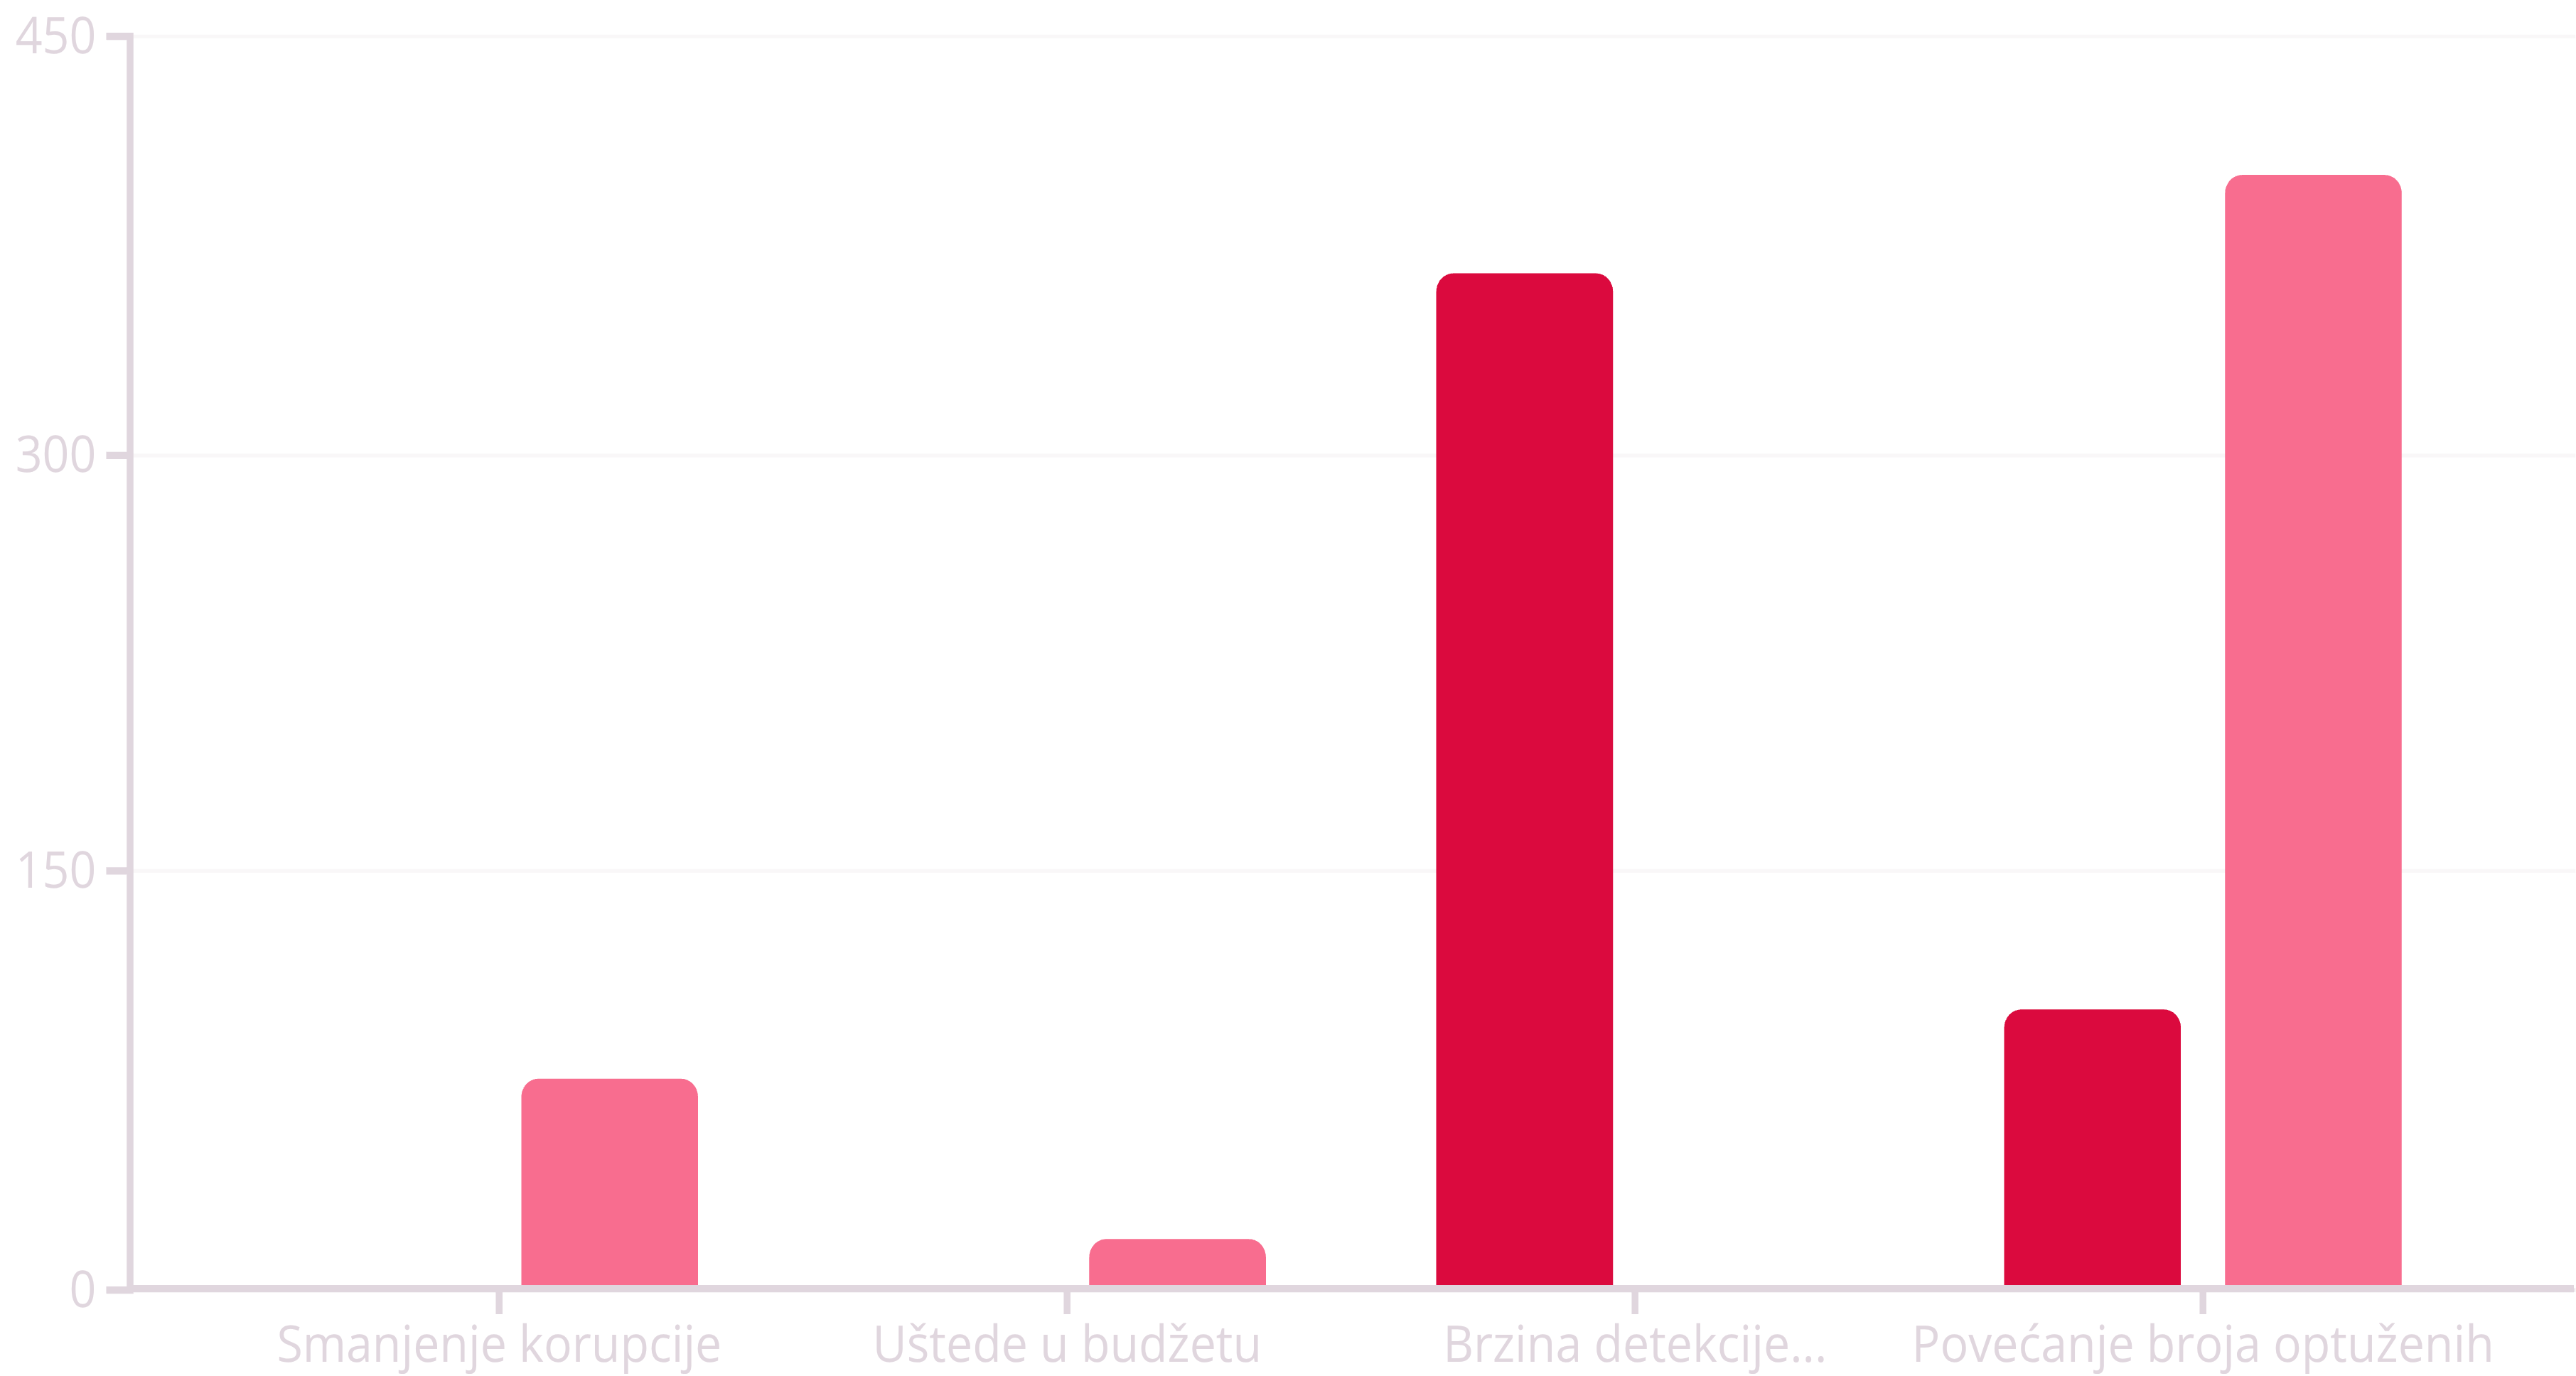 450
300
150
0
Smanjenje korupcije
Uštede u budžetu
Brzina detekcije...
Povećanje broja optuženih